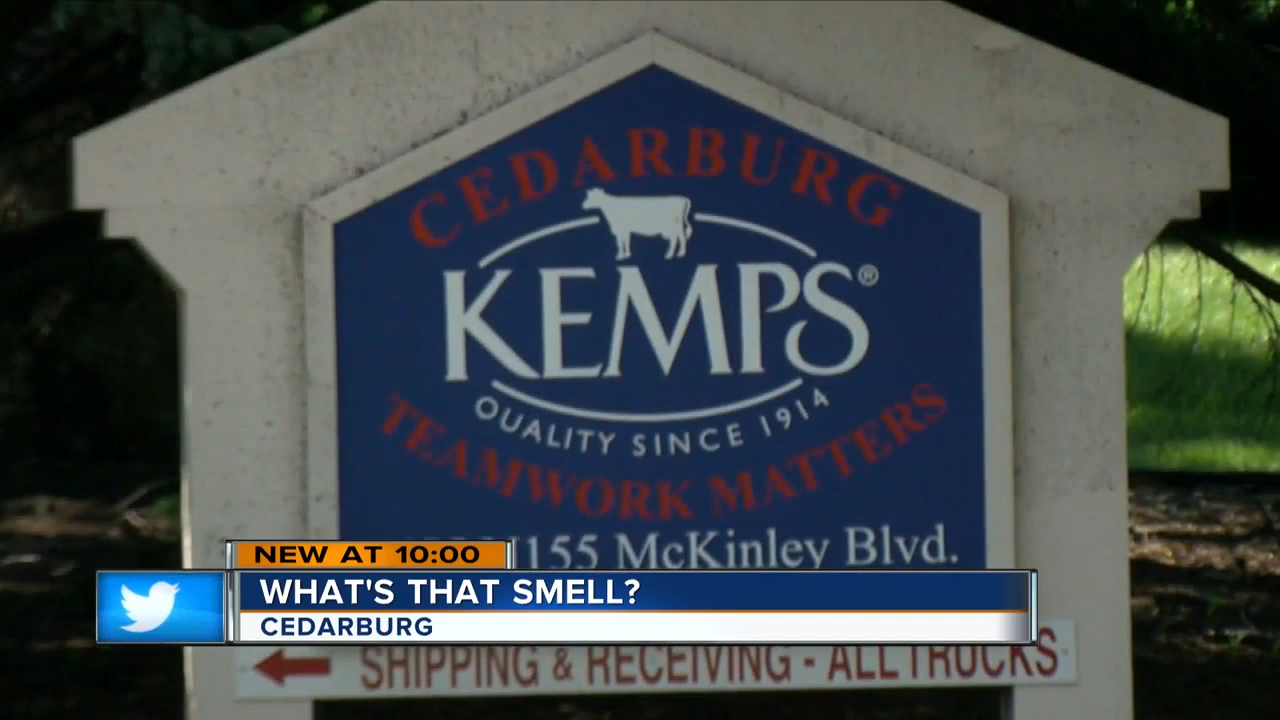 CEDARBURG
KEMPS®
QUALITY SINCE 1914
TEAMWORK MATTERS
McKinley Blvd.
NEW AT 10:00
WHAT'S THAT SMELL?
CEDARBURG
SHIPPING & RECEIVING - ALL TRUCKS